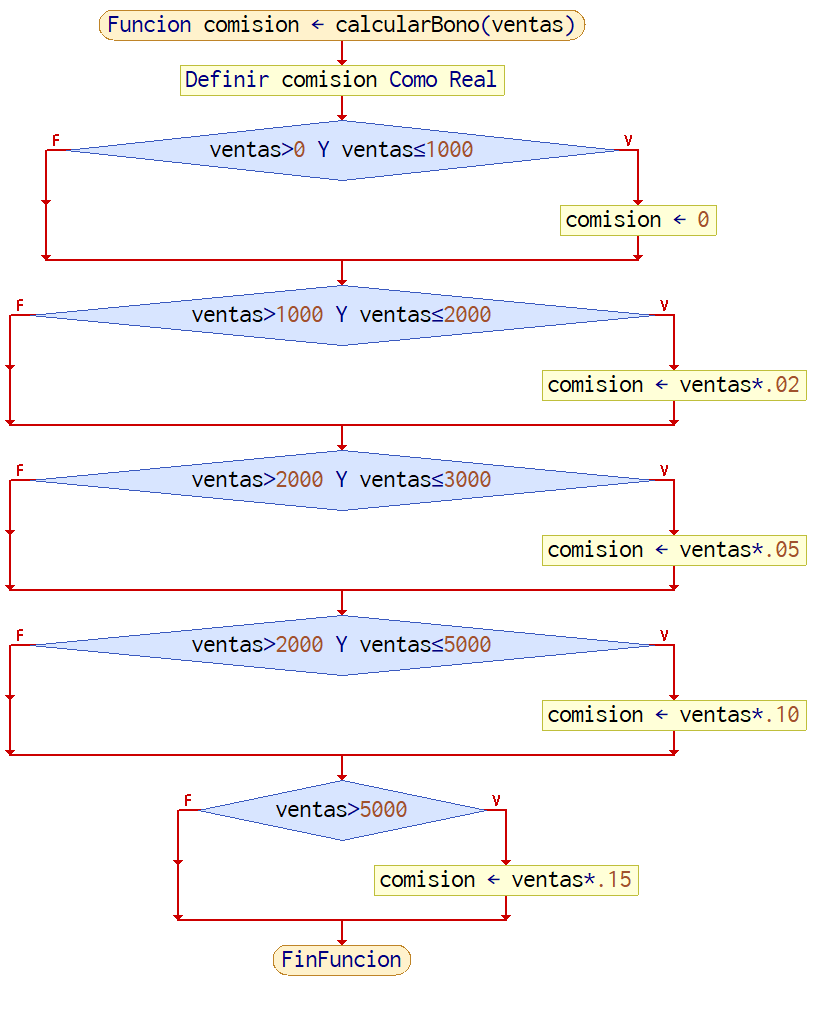 Funcion comision ← calcularBono(ventas)
Definir comision Como Real
F
ventas>0 Y ventas≤1000
V
comision ← 0
F
ventas>1000 Y ventas≤2000
V
comision ← ventas*.02
F
ventas>2000 Y ventas≤3000
V
comision ← ventas*.05
F
ventas>2000 Y ventas≤5000
V
comision ← ventas*.10
F
ventas>5000
V
comision ← ventas*.15
FinFuncion